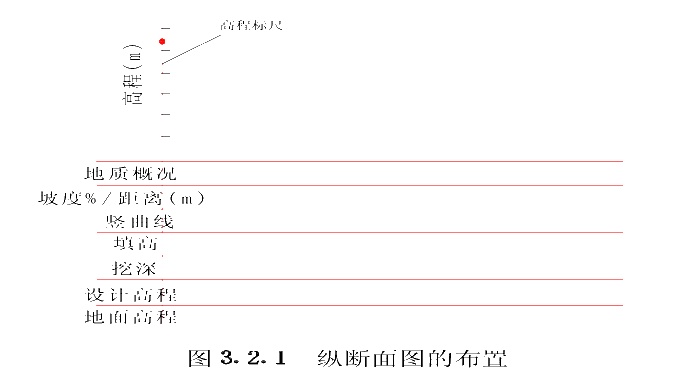 高程标尺
高程(m)
地质概况
坡度%/距离(m)
竖曲线
填高
挖深
设计高程
地面高程
图 3.2.1 纵断面图的布置